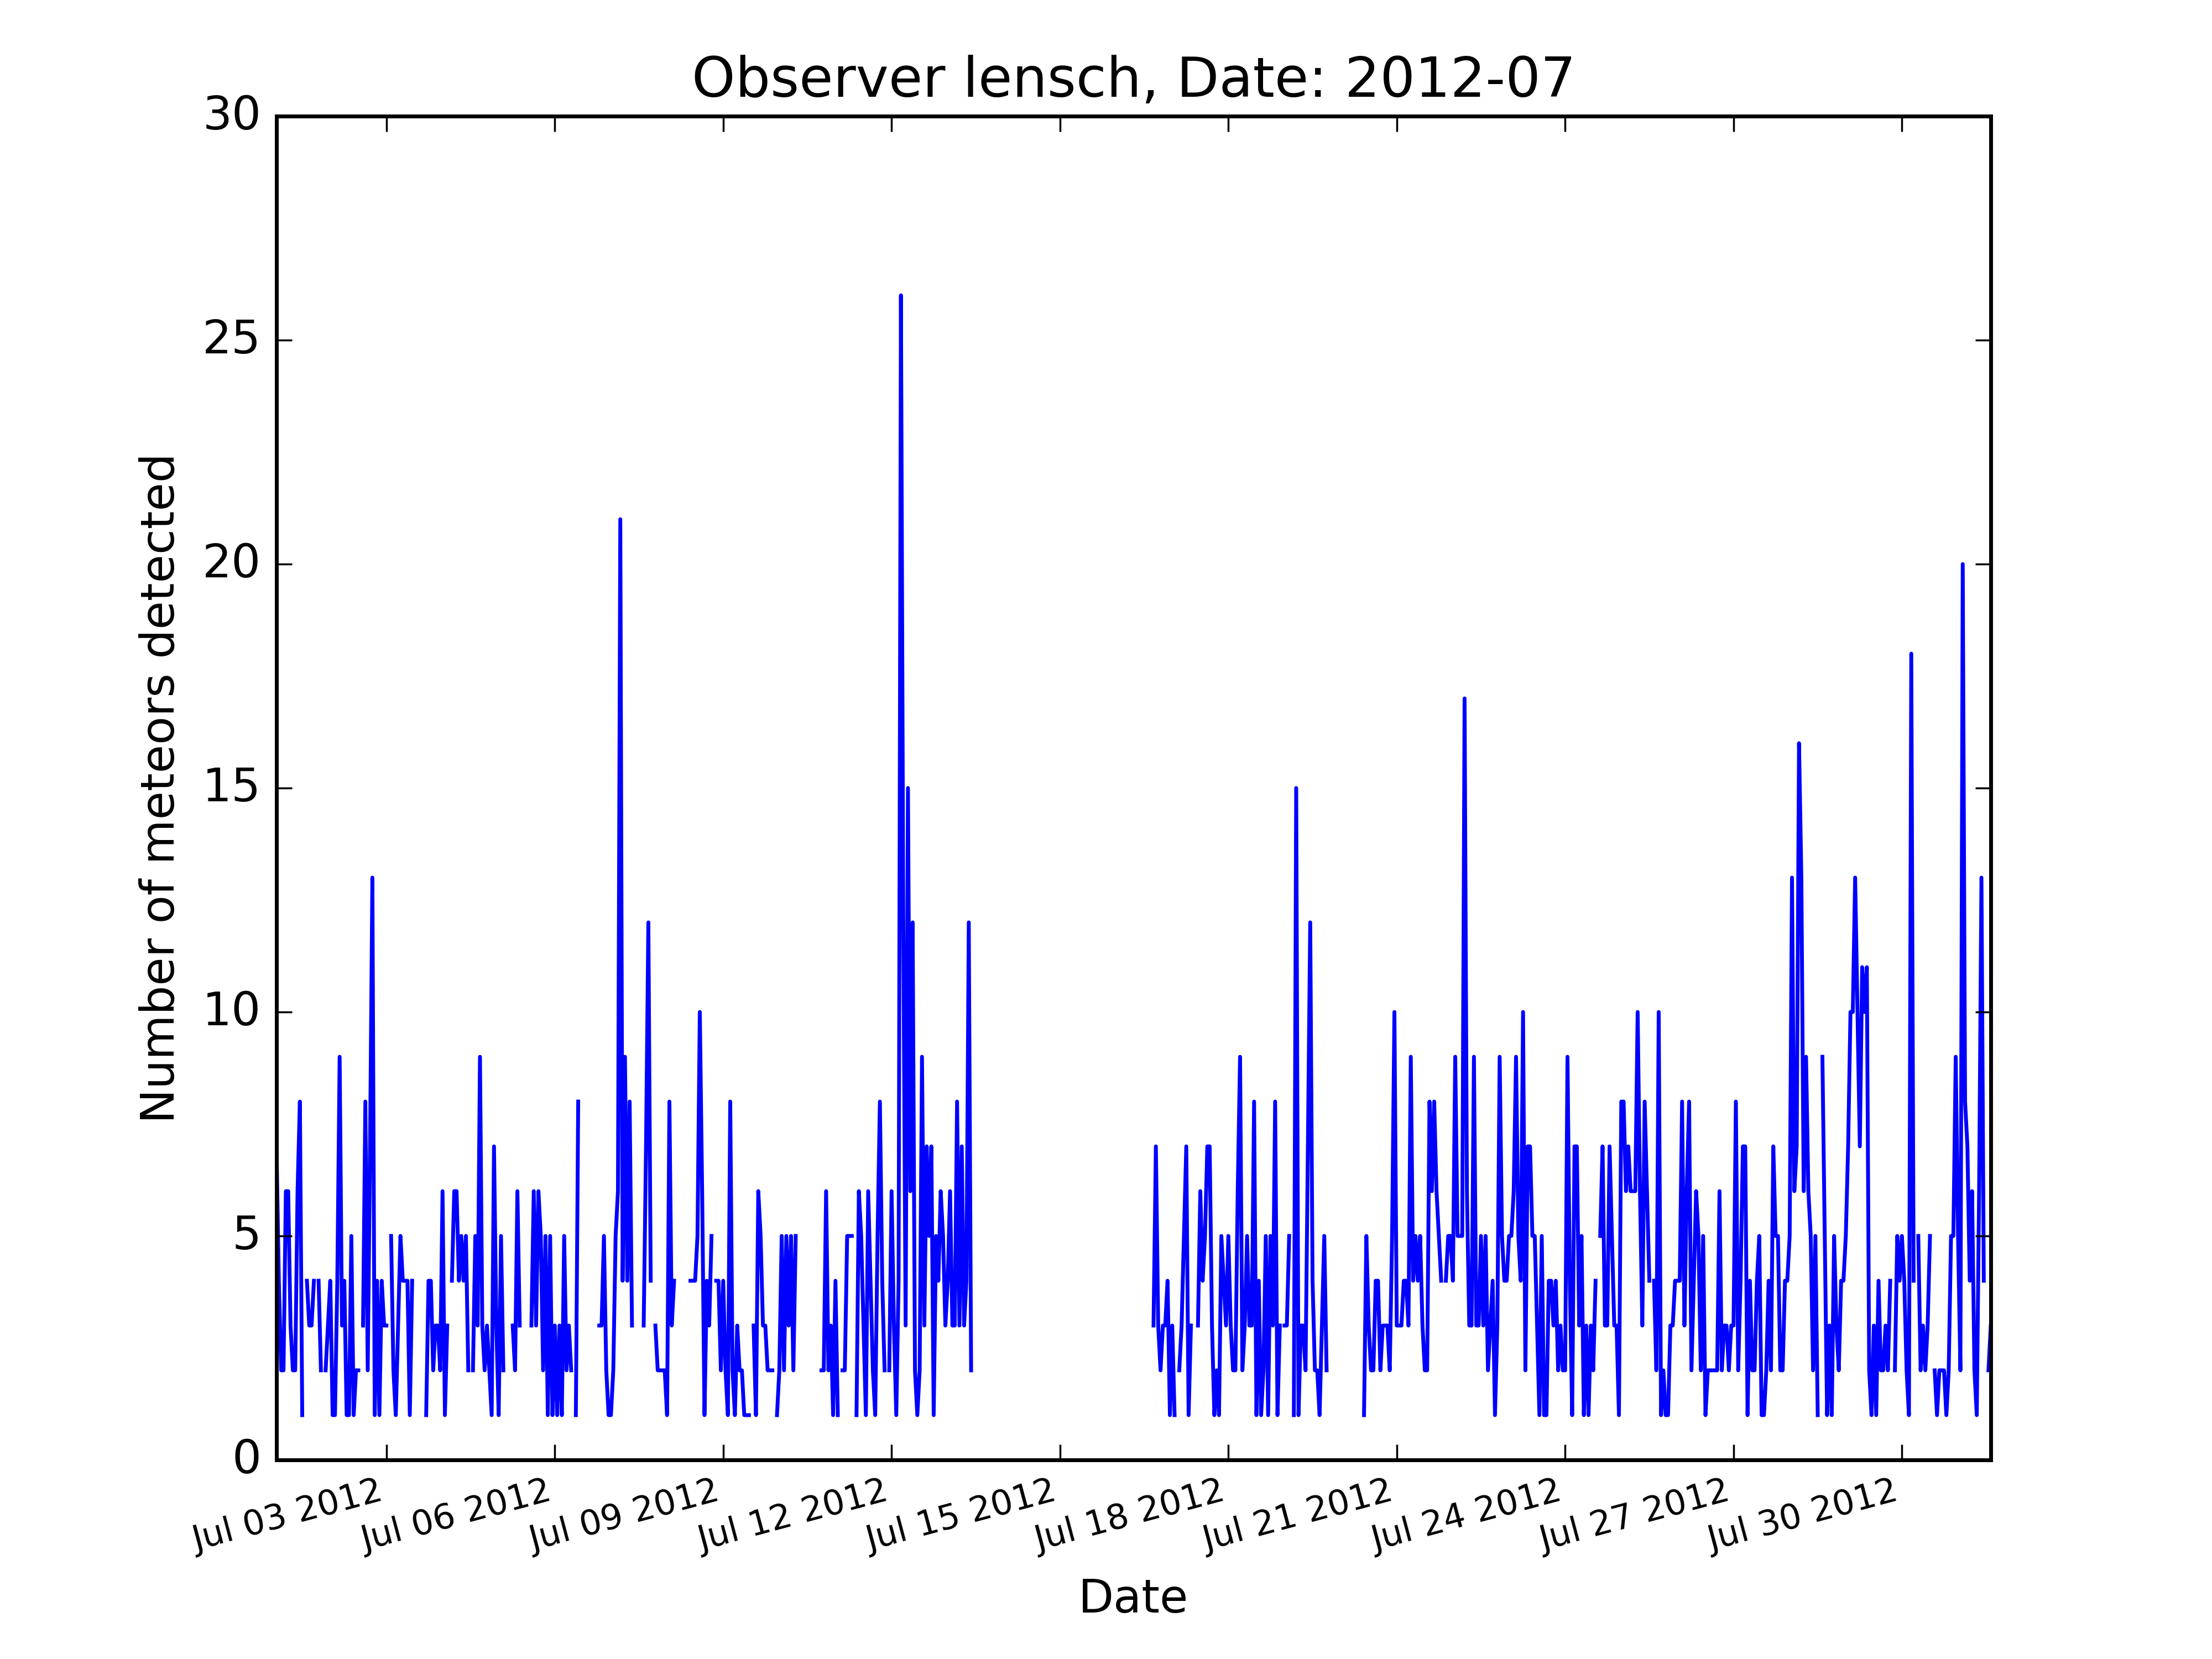 Observer lensch, Date: 2012-07
Number of meteors detected
30
25
20
15
10
5
0
Jul 03 2012
Jul 06 2012
Jul 09 2012
Jul 12 2012
Jul 15 2012
Jul 18 2012
Jul 21 2012
Jul 24 2012
Jul 27 2012
Jul 30 2012
Date